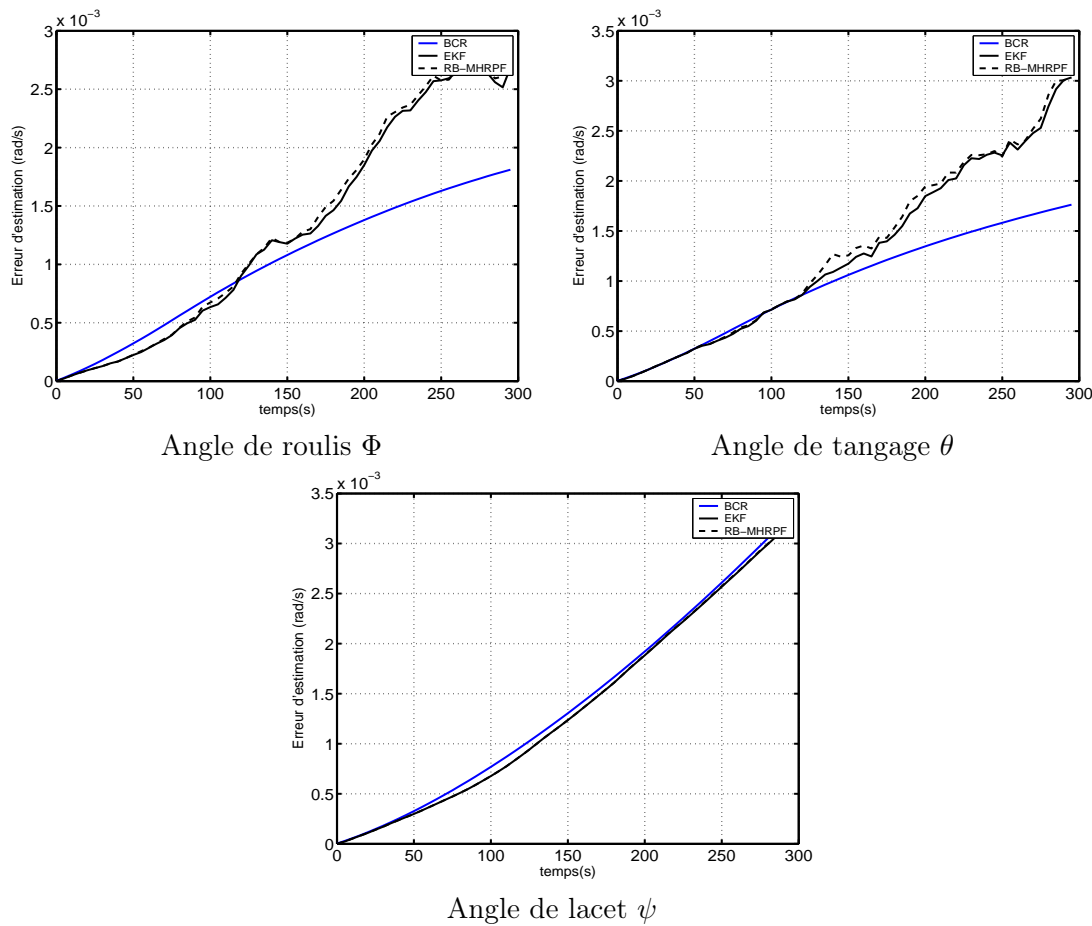 x 10⁻³
3
2.5
2
1.5
1
0.5
0
0 50 100 150 200 250 300
temps(s)
Erreur d'estimation (rad/s)
BCR
EKF
RB−MHRPF
Angle de roulis Φ
x 10⁻³
3.5
3
2.5
2
1.5
1
0.5
0
0 50 100 150 200 250 300
temps(s)
Erreur d'estimation (rad/s)
BCR
EKF
RB−MHRPF
Angle de tangage θ
x 10⁻³
3.5
3
2.5
2
1.5
1
0.5
0
0 50 100 150 200 250 300
temps(s)
Erreur d'estimation (rad/s)
BCR
EKF
RB−MHRPF
Angle de lacet ψ